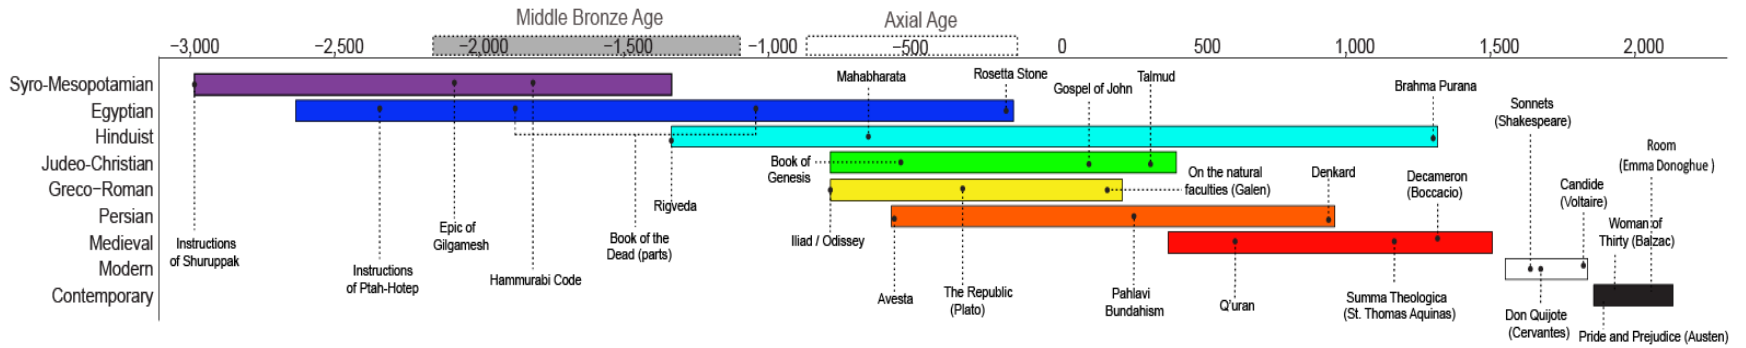 Middle Bronze Age
Axial Age
−3,000
−2,500
−2,000
−1,500
−1,000
−500
0
500
1,000
1,500
2,000
Syro-Mesopotamian
Egyptian
Hinduist
Judeo-Christian
Greco−Roman
Persian
Medieval
Modern
Contemporary
Mahabharata
Rosetta Stone
Gospel of John
Talmud
Brahma Purana
Sonnets
(Shakespeare)
Room
(Emma Donoghue )
Book of
Genesis
On the natural
faculties (Galen)
Denkard
Decameron
(Boccacio)
Candide
(Voltaire)
Rigveda
Woman of
Thirty (Balzac)
Instructions
of Shuruppak
Epic of
Gilgamesh
Book of the
Dead (parts)
Iliad / Odissey
Instructions
of Ptah-Hotep
Hammurabi Code
Avesta
The Republic
(Plato)
Pahlavi
Bundahism
Q'uran
Summa Theologica
(St. Thomas Aquinas)
Don Quijote
(Cervantes)
Pride and Prejudice (Austen)